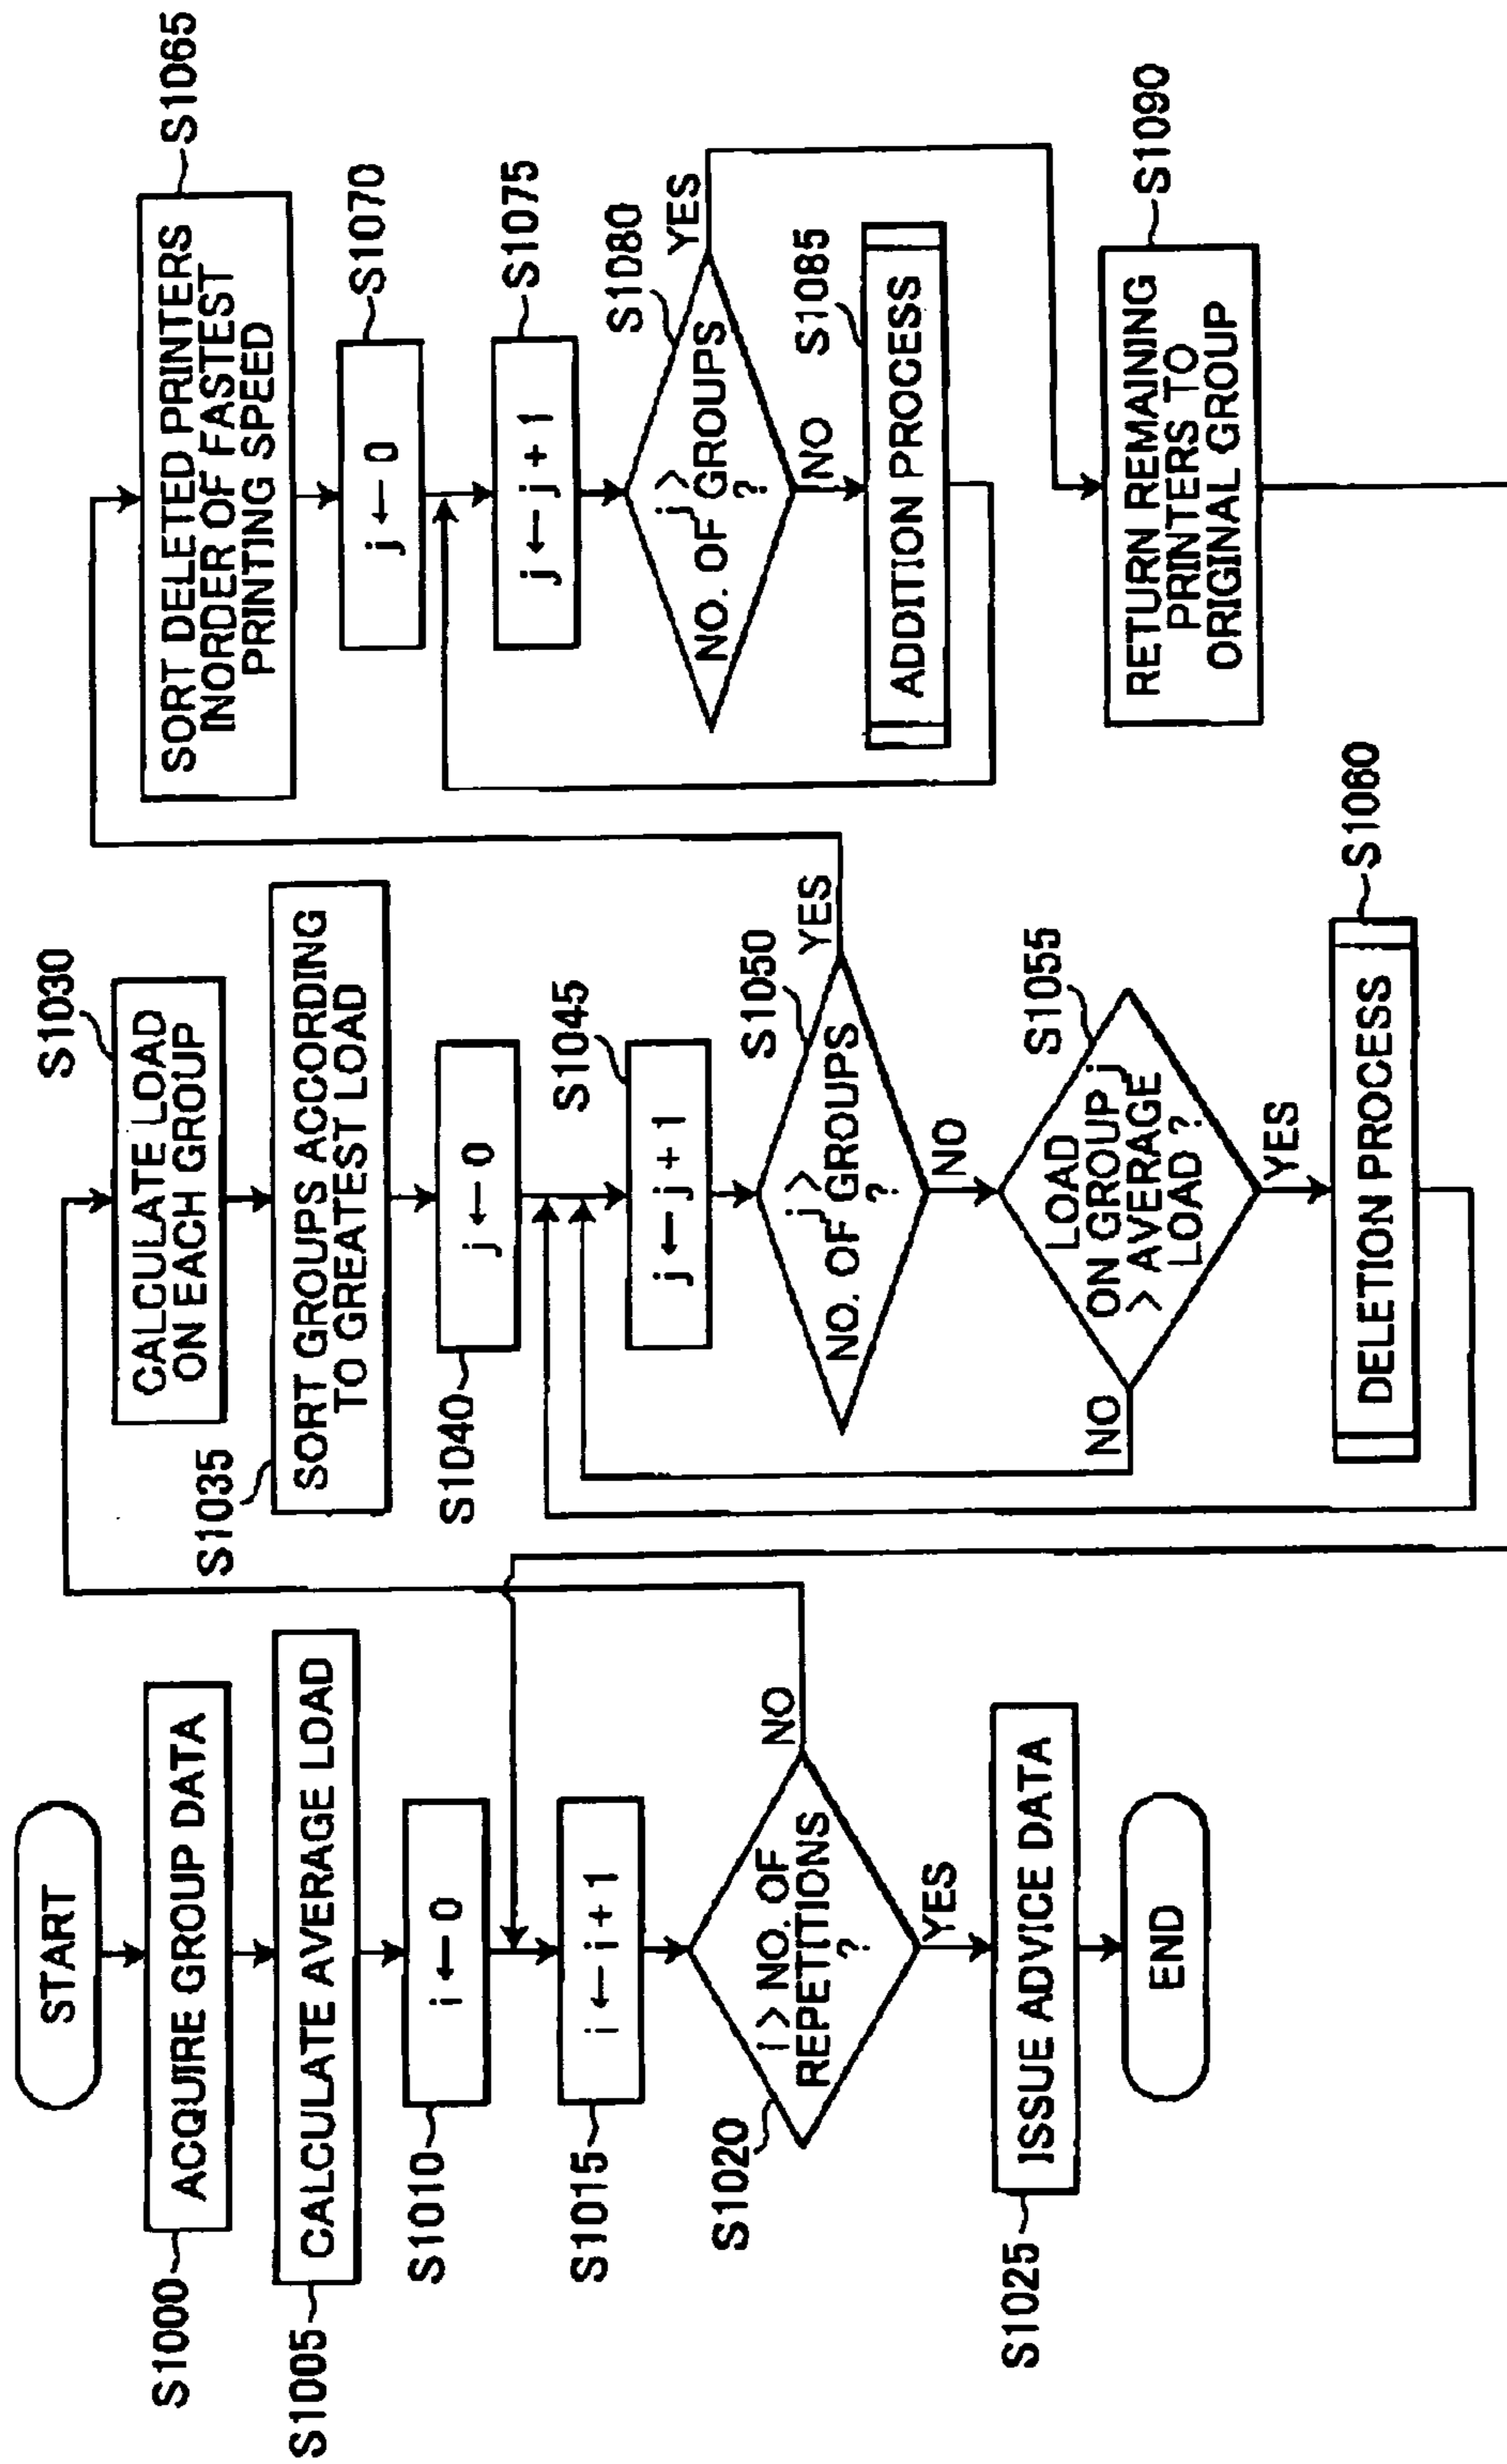 START
ACQUIRE GROUP DATA
S1000
CALCULATE AVERAGE LOAD
S1005
i ← 0
S1010
i ← i + 1
S1015
i > NO. OF
REPETITIONS
?
S1020
NO
YES
ISSUE ADVICE DATA
S1025
END
S1030
CALCULATE LOAD
ON EACH GROUP
S1035
SORT GROUPS ACCORDING
TO GREATEST LOAD
j ← 0
S1040
S1045
j ← j + 1
S1050
j >
NO. OF GROUPS
?
YES
NO
S1055
LOAD
ON GROUP j
> AVERAGE
LOAD ?
NO
YES
S1060
DELETION PROCESS
S1065
SORT DELETED PRINTERS
INORDER OF FASTEST
PRINTING SPEED
S1070
j ← 0
S1075
j ← j + 1
S1080
j >
NO. OF GROUPS
?
YES
NO
S1085
ADDITION PROCESS
S1090
RETURN REMAINING
PRINTERS TO
ORIGINAL GROUP